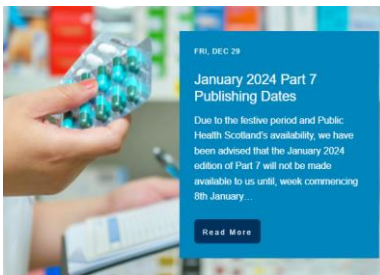 FRI, DEC 29
January 2024 Part 7
Publishing Dates
Due to the festive period and Public
Health Scotland's availability, we have
been advised that the January 2024
edition of Part 7 will not be made
available to us until, week commencing
8th January…
Read More